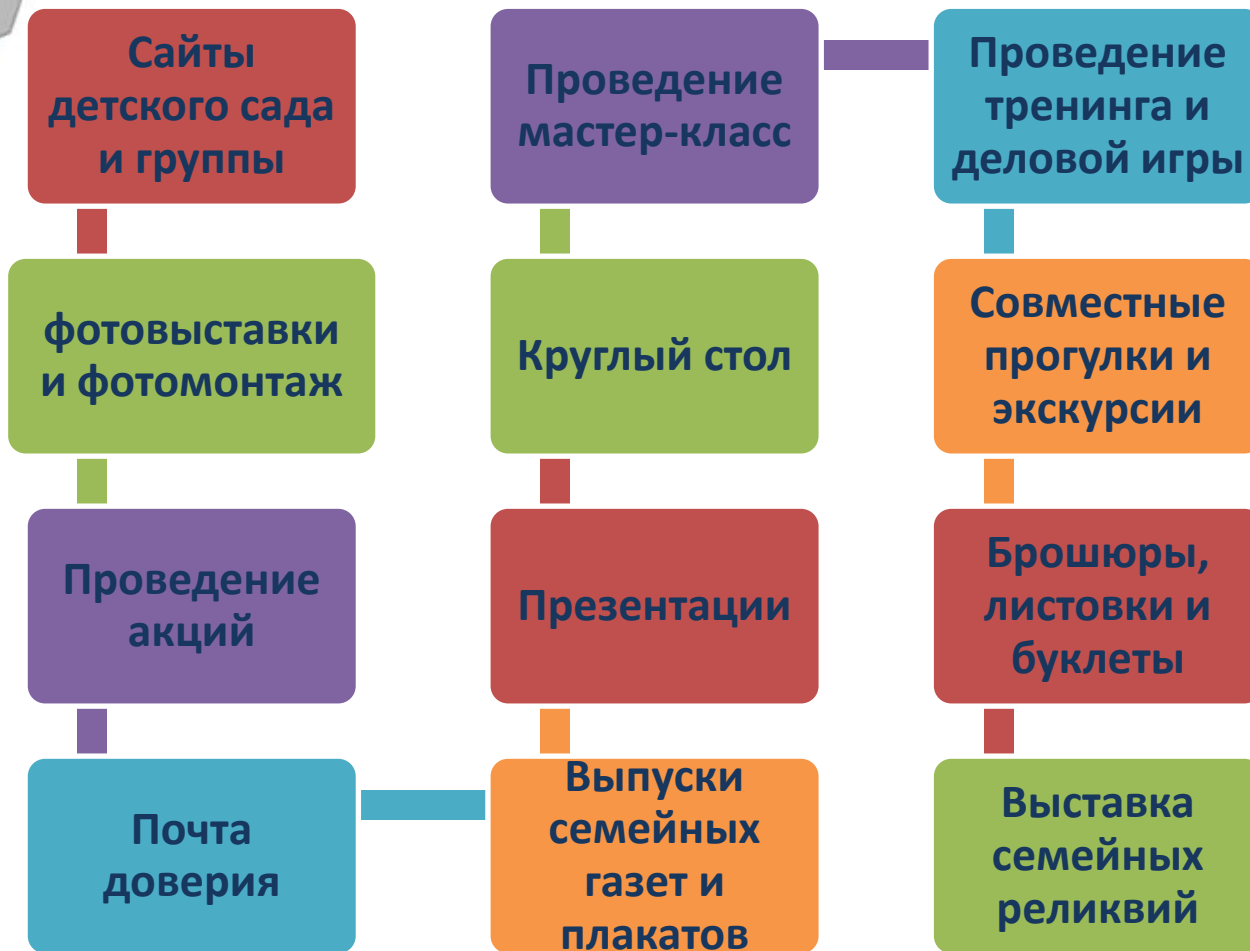 Сайты
детского сада
и группы
фотовыставки
и фотомонтаж
Проведение
акций
Почта
доверия
Выпуски
семейных
газет и
плакатов
Презентации
Круглый стол
Проведение
мастер-класс
Проведение
тренинга и
деловой игры
Совместные
прогулки и
экскурсии
Брошюры,
листовки и
буклеты
Выставка
семейных
реликвий